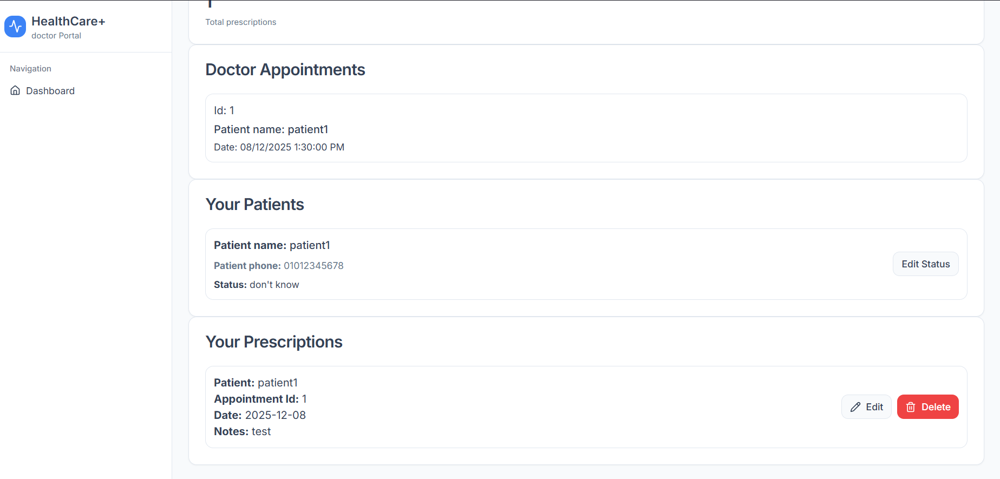 HealthCare+
doctor Portal
Navigation
Dashboard
Total prescriptions
Doctor Appointments
Id: 1
Patient name: patient1
Date: 08/12/2025 1:30:00 PM
Your Patients
Patient name: patient1
Patient phone: 01012345678
Status: don't know
Edit Status
Your Prescriptions
Patient: patient1
Appointment Id: 1
Date: 2025-12-08
Notes: test
Edit
Delete